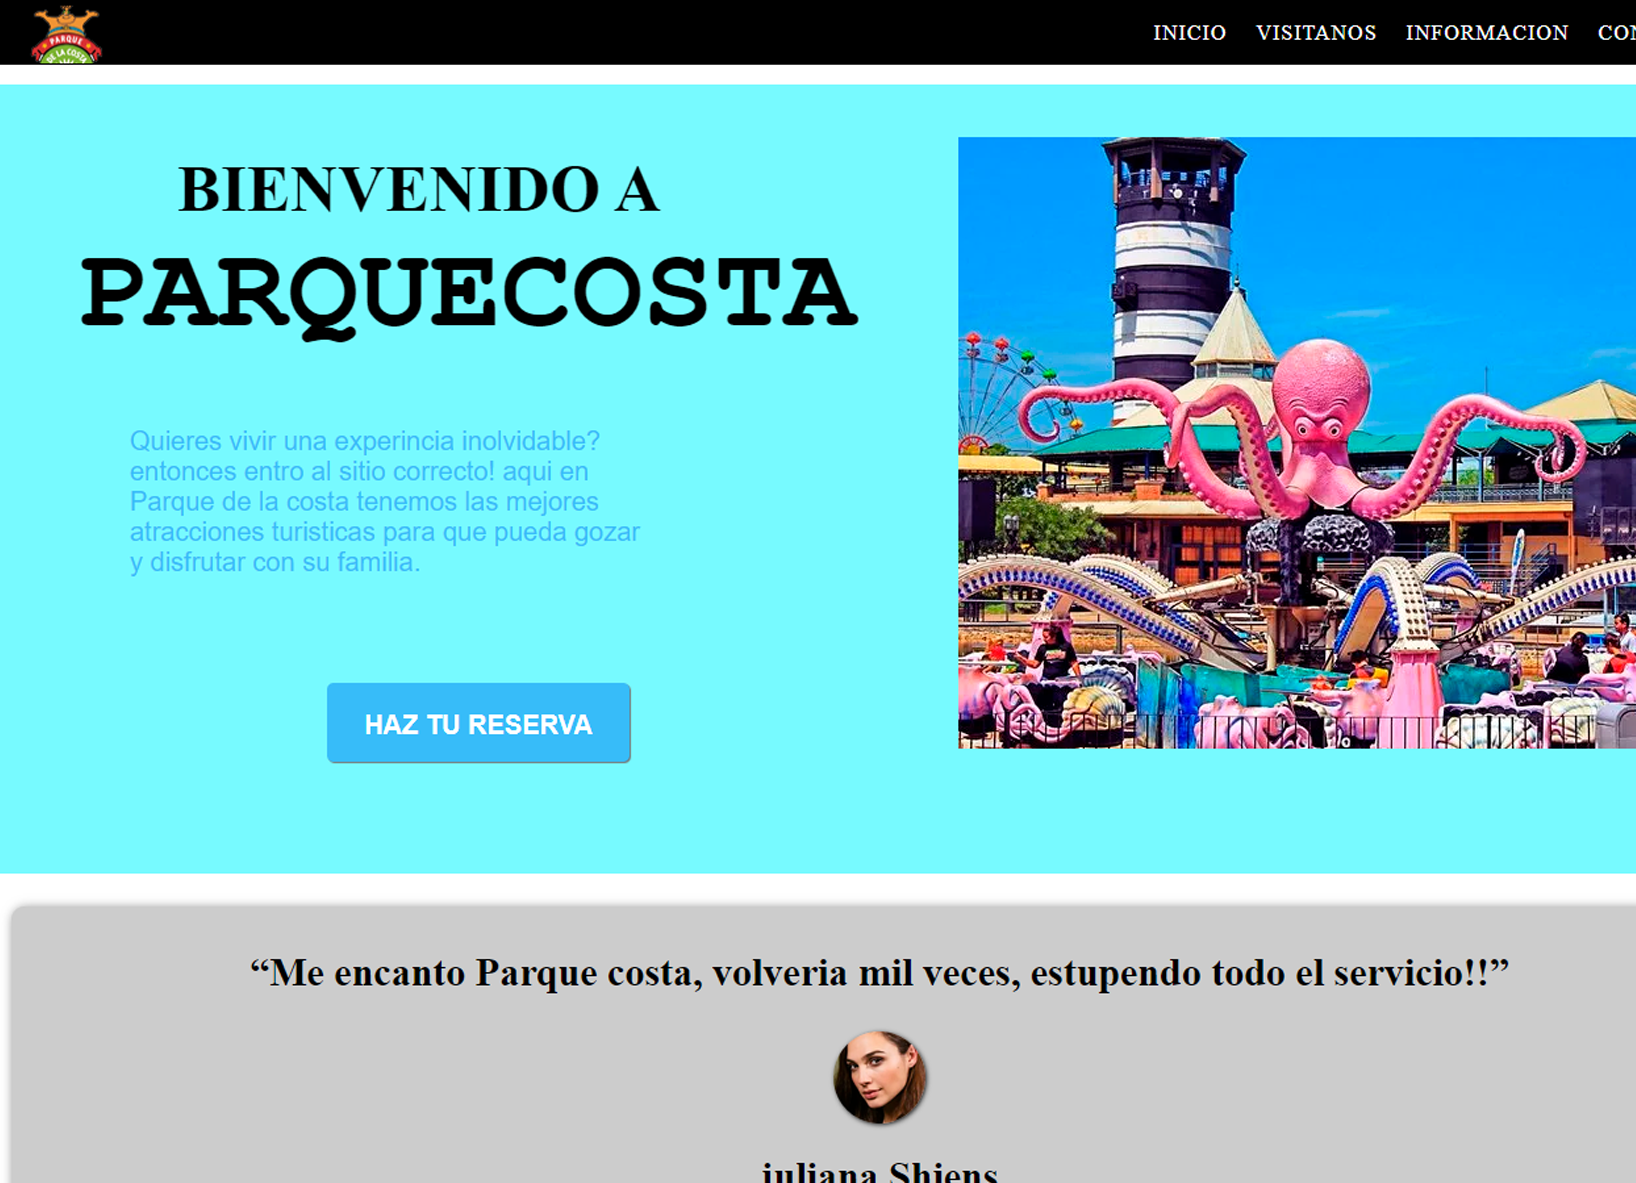 PARQUE
DE LA COSTA
INICIO VISITANOS INFORMACION
BIENVENIDO A
PARQUECOSTA
Quieres vivir una experincia inolvidable?
entonces entro al sitio correcto! aqui en
Parque de la costa tenemos las mejores
atracciones turisticas para que pueda gozar
y disfrutar con su familia.
HAZ TU RESERVA
“Me encanto Parque costa, volveria mil veces, estupendo todo el servicio!!”
juliana Shiens